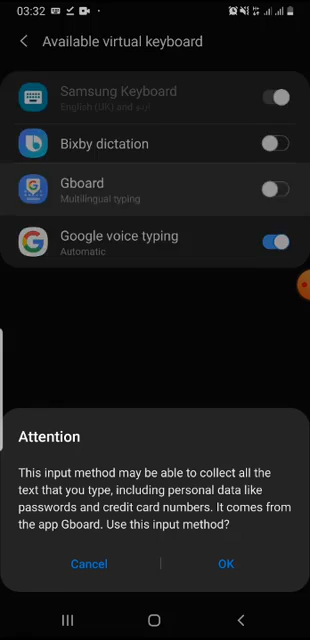 03:32
Available virtual keyboard
Samsung Keyboard
English (UK) and اردو
Bixby dictation
Gboard
Multilingual typing
Google voice typing
Automatic
Attention
This input method may be able to collect all the
text that you type, including personal data like
passwords and credit card numbers. It comes from
the app Gboard. Use this input method?
Cancel | OK